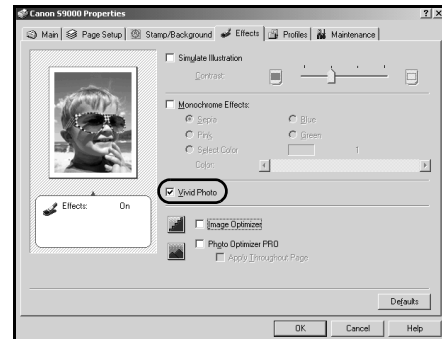 Canon S9000 Properties
Main Page Setup Stamp/Background Effects Profiles Maintenance
Simulate Illustration
Contrast:
Monochrome Effects:
Sepia Blue
Pink Green
Select Color 1
Color:
Vivid Photo
Effects: On
Image Optimizer
Photo Optimizer PRO
Apply Throughout Page
Defaults
OK Cancel Help